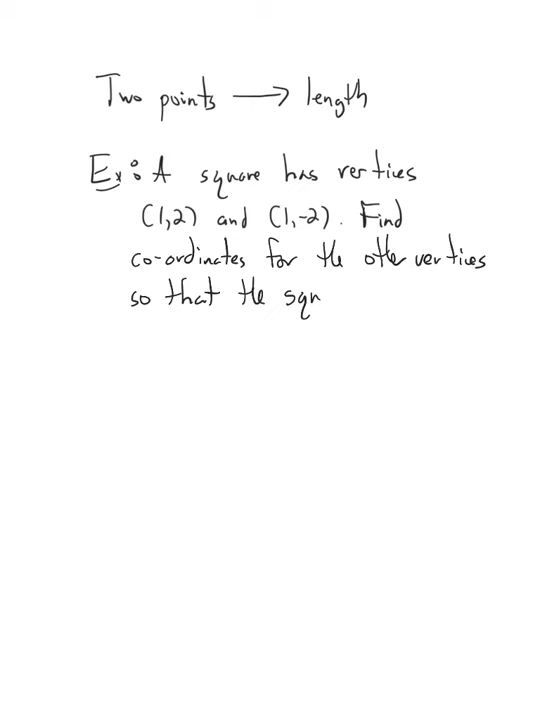 Two points → length
Ex: A square has vertices
(1,2) and (1,-2). Find
co-ordinates for the other vertices
so that the squ